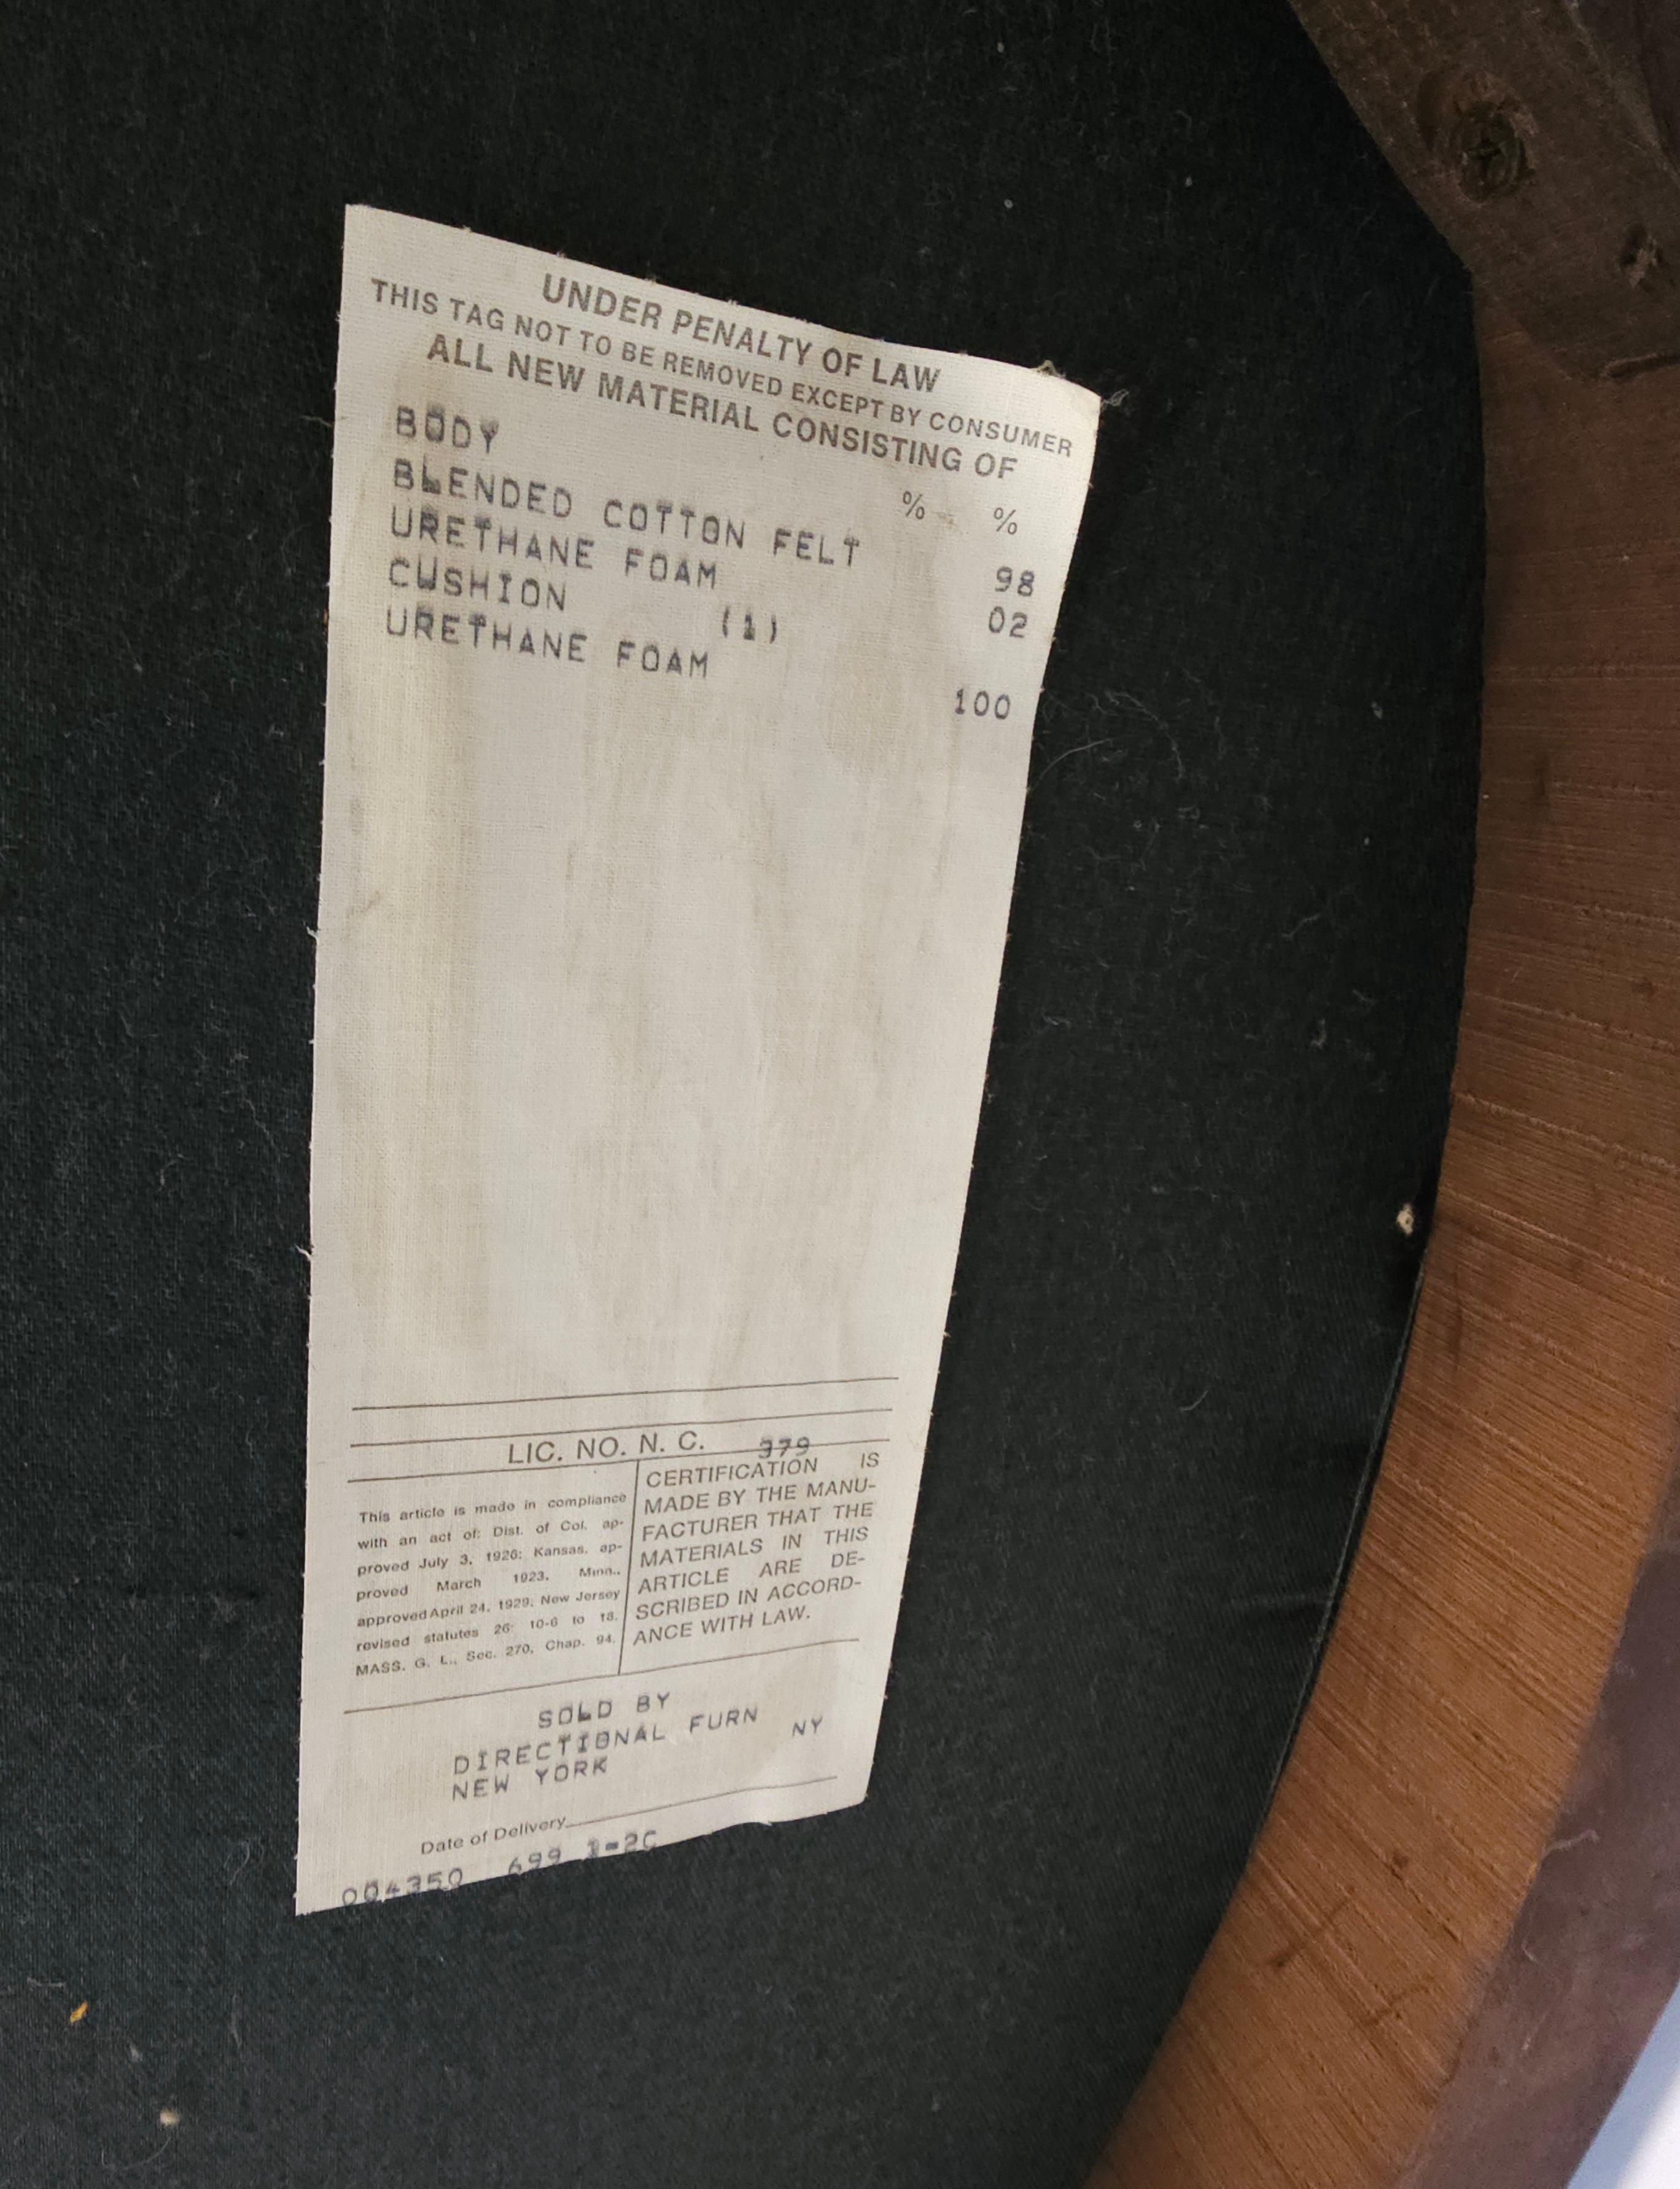 UNDER PENALTY OF LAW
THIS TAG NOT TO BE REMOVED EXCEPT BY CONSUMER
ALL NEW MATERIAL CONSISTING OF
% %
BODY
BLENDED COTTON FELT 98
URETHANE FOAM 02
CUSHION (1)
URETHANE FOAM 100
LIC. NO. N. C. 379
This article is made in compliance
with an act of: Dist. of Col. ap-
proved July 3, 1926; Kansas, ap-
proved March 1923, Minn.,
approved April 24, 1929; New Jersey
revised statutes 26: 10-6 to 18.
MASS. G. L., Sec. 270, Chap. 94.
CERTIFICATION IS
MADE BY THE MANU-
FACTURER THAT THE
MATERIALS IN THIS
ARTICLE ARE DE-
SCRIBED IN ACCORD-
ANCE WITH LAW.
SOLD BY
DIRECTIONAL FURN
NEW YORK NY
Date of Delivery
004350 699 1-2C